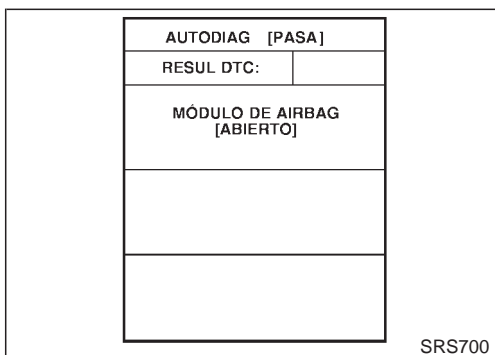 AUTODIAG [PASA]
RESUL DTC:
MÓDULO DE AIRBAG
[ABIERTO]
SRS700